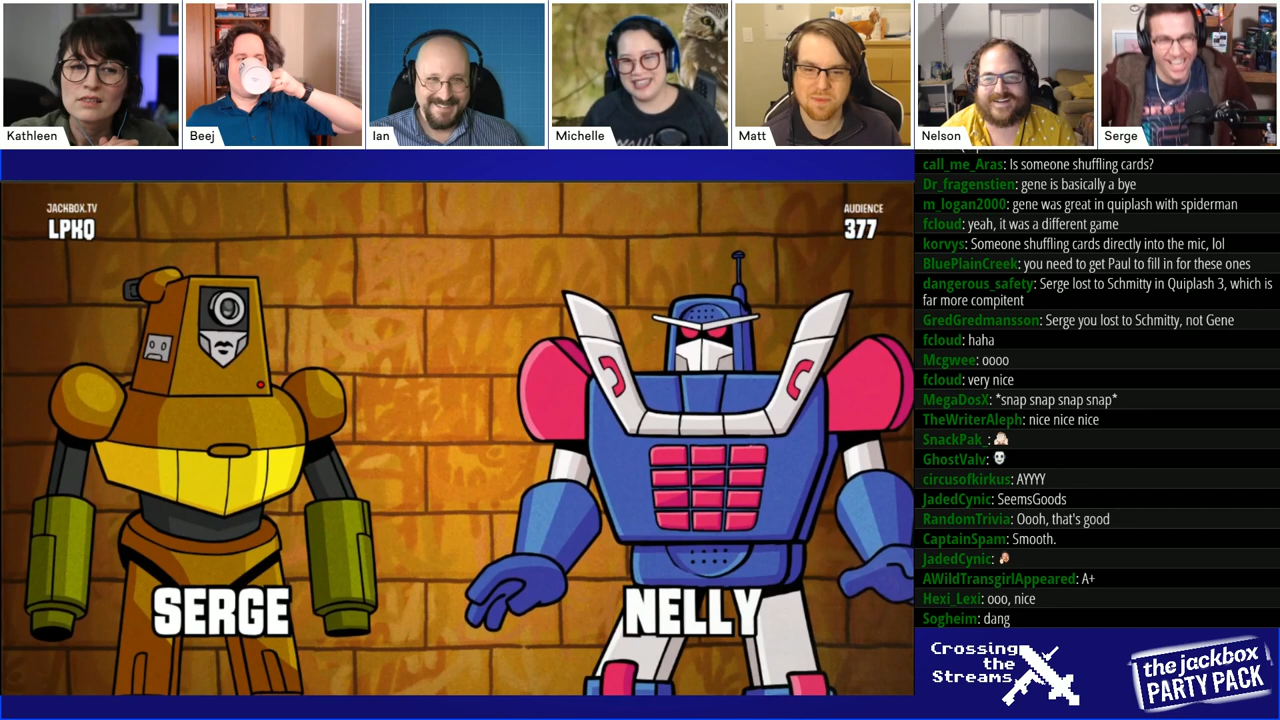 Kathleen
Beej
Ian
Michelle
Matt
Nelson
Serge
JACKBOX.TV
LPKQ
AUDIENCE
377
SERGE
NELLY
call_me_Aras: Is someone shuffling cards?
Dr_fragenstien: gene is basically a bye
m_logan2000: gene was great in quiplash with spiderman
fcloud: yeah, it was a different game
korvys: Someone shuffling cards directly into the mic, lol
BluePlainCreek: you need to get Paul to fill in for these ones
dangerous_safety: Serge lost to Schmitty in Quiplash 3, which is
far more compitent
GredGredmansson: Serge you lost to Schmitty, not Gene
fcloud: haha
Mcgwee: oooo
fcloud: very nice
MegaDosX: *snap snap snap snap*
TheWriterAleph: nice nice nice
SnackPak_:
GhostValv:
circusofkirkus: AYYYY
JadedCynic: SeemsGoods
RandomTrivia: Oooh, that's good
CaptainSpam: Smooth.
JadedCynic:
AWildTransgirlAppeared: A+
Hexi_Lexi: ooo, nice
Sogheim: dang
Crossing
the
Streams
the jackbox
PARTY PACK